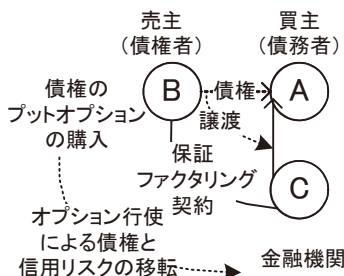 売主
（債権者）
買主
（債務者）
債権の
プットオプション
の購入
B
債権
A
譲渡
保証
ファクタリング
契約
C
オプション行使
による債権と
信用リスクの移転
金融機関